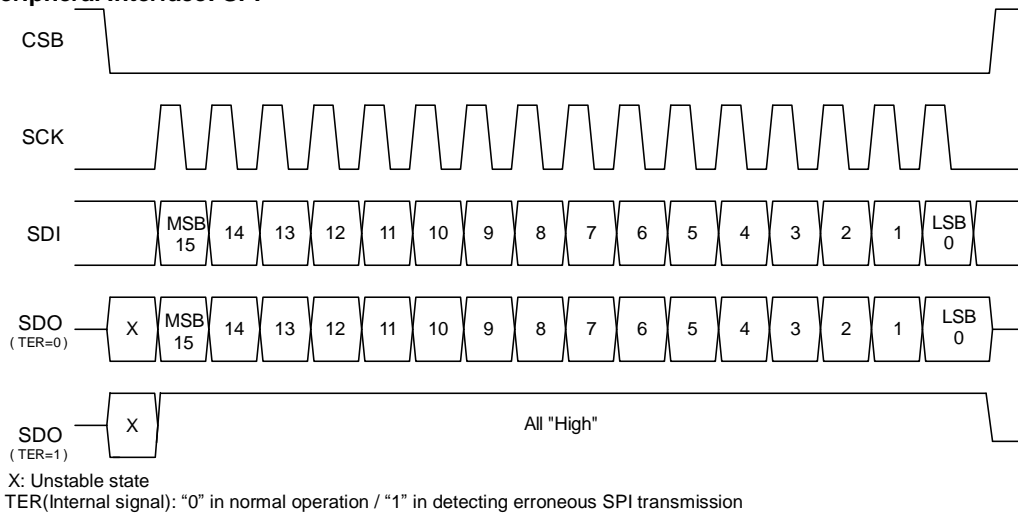 CSB
SCK
SDI
MSB 15 14 13 12 11 10 9 8 7 6 5 4 3 2 1 LSB 0
SDO
( TER=0 )
X MSB 15 14 13 12 11 10 9 8 7 6 5 4 3 2 1 LSB 0
SDO
( TER=1 )
X All "High"
X: Unstable state
TER(Internal signal): “0” in normal operation / “1” in detecting erroneous SPI transmission